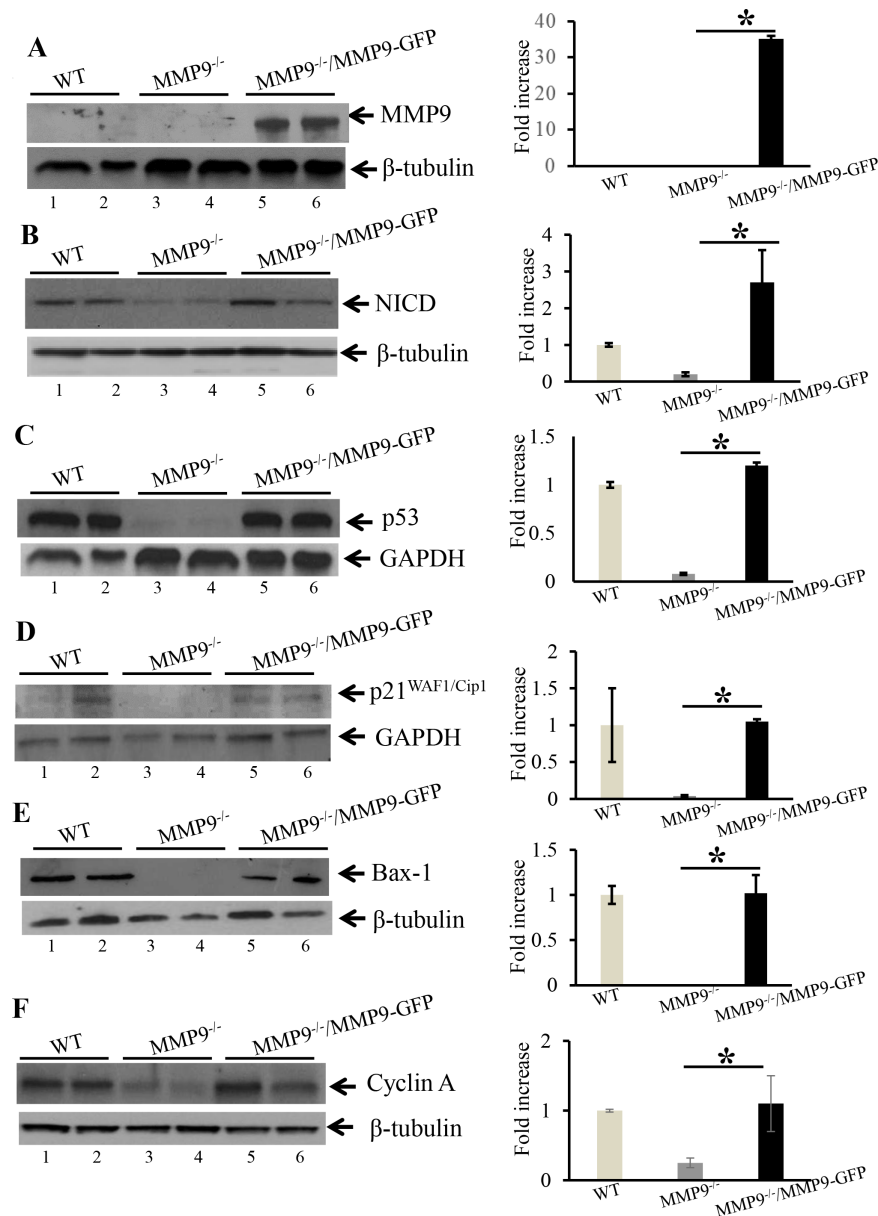 A
WT MMP9-/- MMP9-/-/MMP9-GFP
MMP9
β-tubulin
1 2 3 4 5 6
Fold increase
40
30
20
10
0
WT MMP9-/- MMP9-/-/MMP9-GFP
*
B
WT MMP9-/- MMP9-/-/MMP9-GFP
NICD
β-tubulin
1 2 3 4 5 6
Fold increase
4
3
2
1
0
WT MMP9-/- MMP9-/-/MMP9-GFP
*
C
WT MMP9-/- MMP9-/-/MMP9-GFP
p53
GAPDH
1 2 3 4 5 6
Fold increase
1.5
1
0.5
0
WT MMP9-/- MMP9-/-/MMP9-GFP
*
D
WT MMP9-/- MMP9-/-/MMP9-GFP
p21WAF1/Cip1
GAPDH
1 2 3 4 5 6
Fold increase
2
1.5
1
0.5
0
WT MMP9-/- MMP9-/-/MMP9-GFP
*
E
WT MMP9-/- MMP9-/-/MMP9-GFP
Bax-1
β-tubulin
1 2 3 4 5 6
Fold increase
1.5
1
0.5
0
WT MMP9-/- MMP9-/-/MMP9-GFP
*
F
WT MMP9-/- MMP9-/-/MMP9-GFP
Cyclin A
β-tubulin
1 2 3 4 5 6
Fold increase
2
1
0
WT MMP9-/- MMP9-/-/MMP9-GFP
*